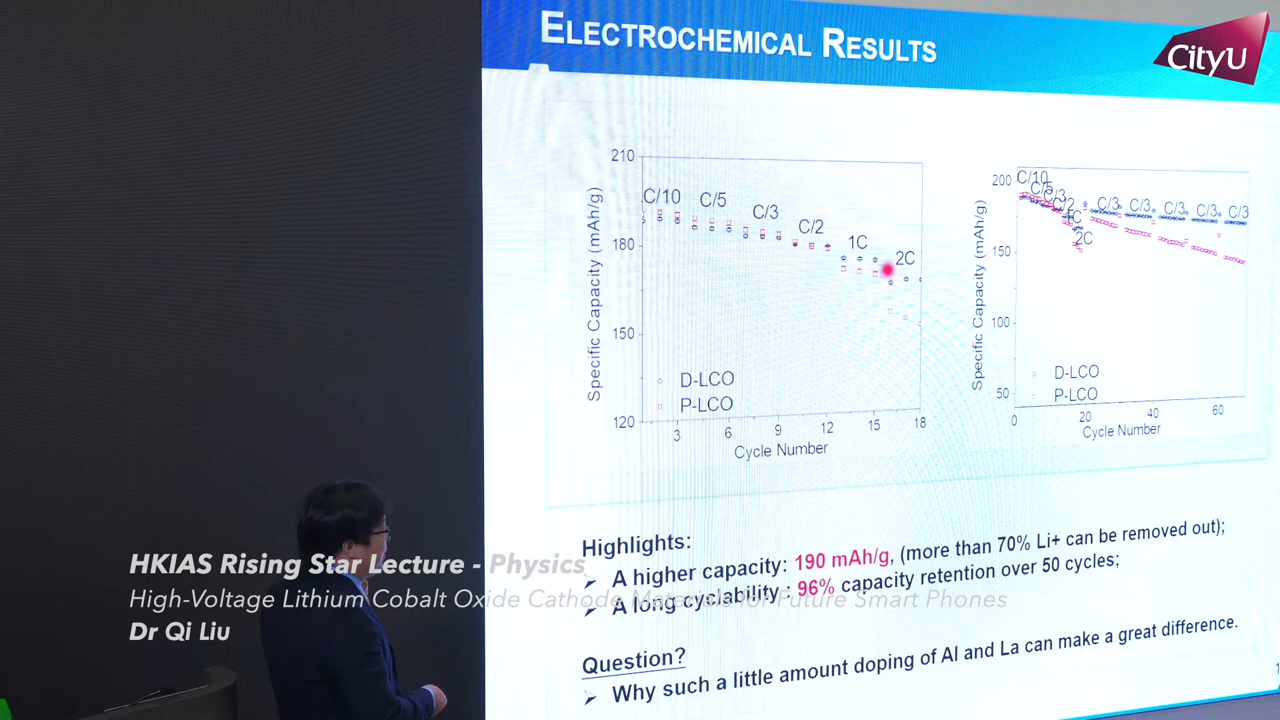 ELECTROCHEMICAL RESULTS
CityU
210
180
150
120
Specific Capacity (mAh/g)
C/10
C/5
C/3
C/2
1C
2C
D-LCO
P-LCO
3
6
9
12
15
18
Cycle Number
200
150
100
50
Specific Capacity (mAh/g)
C/10
C/5
C/3
C/2
1C
2C
C/3
C/3
C/3
C/3
C/3
D-LCO
P-LCO
0
20
40
60
Cycle Number
Highlights:
➤ A higher capacity: 190 mAh/g, (more than 70% Li+ can be removed out);
➤ A long cyclability : 96% capacity retention over 50 cycles;
Question?
➤ Why such a little amount doping of Al and La can make a great difference.
HKIAS Rising Star Lecture - Physics
High-Voltage Lithium Cobalt Oxide Cathode Materials for Future Smart Phones
Dr Qi Liu